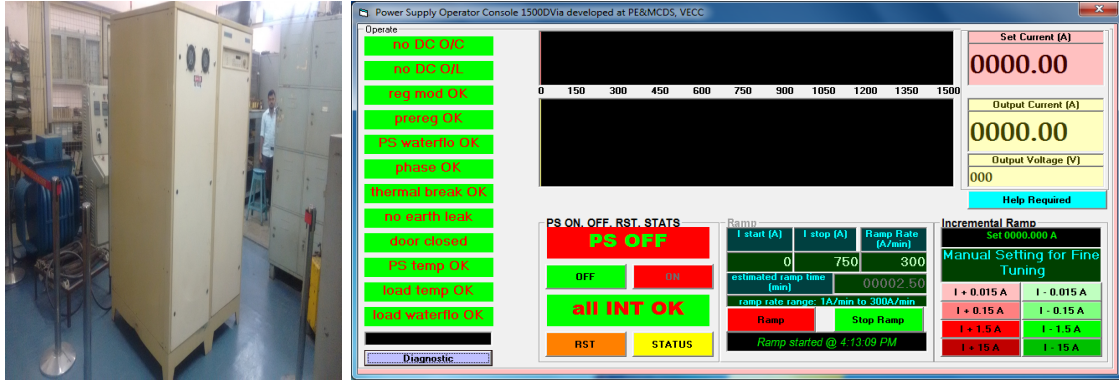 Power Supply Operator Console 1500DVia developed at PE&MCDS, VECC
Operate
no DC O/C
no DC O/L
reg mod OK
prereg OK
PS waterflo OK
phase OK
thermal break OK
no earth leak
door closed
PS temp OK
load temp OK
load waterflo OK
Diagnostic
0 150 300 450 600 750 900 1050 1200 1350 1500
Set Current (A)
0000.00
Output Current (A)
0000.00
Output Voltage (V)
000
Help Required
PS ON, OFF, RST, STATS
PS OFF
OFF ON
all INT OK
RST STATUS
Ramp
I start (A) I stop (A) Ramp Rate
(A/min)
0 750 300
estimated ramp time
(min)
00002.50
ramp rate range: 1A/min to 300A/min
Ramp Stop Ramp
Ramp started @ 4:13:09 PM
Incremental Ramp
Set 0000.000 A
Manual Setting for Fine
Tuning
I + 0.015 A I - 0.015 A
I + 0.15 A I - 0.15 A
I + 1.5 A I - 1.5 A
I + 15 A I - 15 A